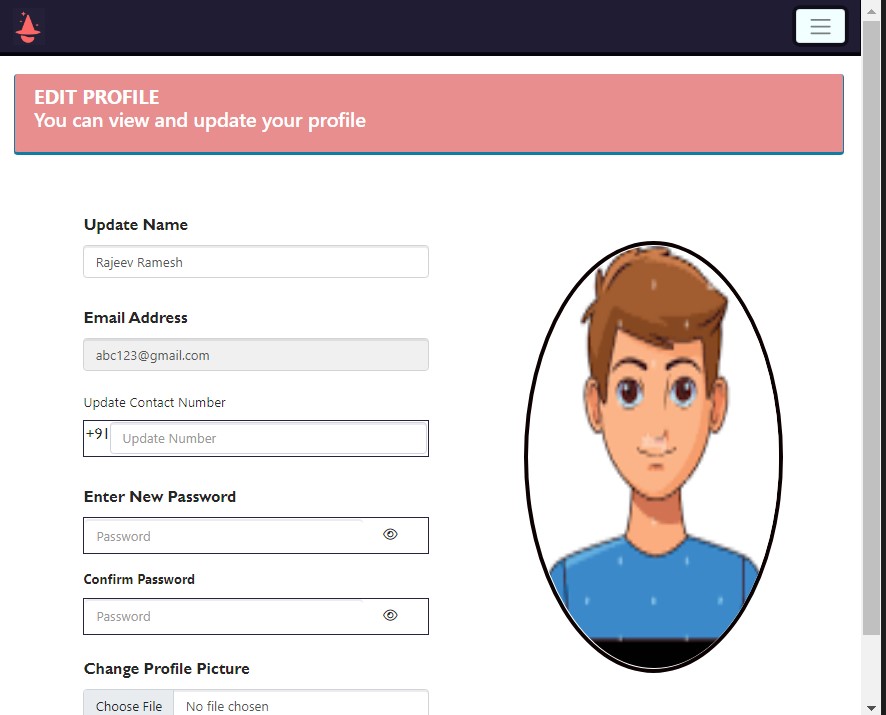 EDIT PROFILE
You can view and update your profile
Update Name
Rajeev Ramesh
Email Address
abc123@gmail.com
Update Contact Number
+91 Update Number
Enter New Password
Password
Confirm Password
Password
Change Profile Picture
Choose File No file chosen